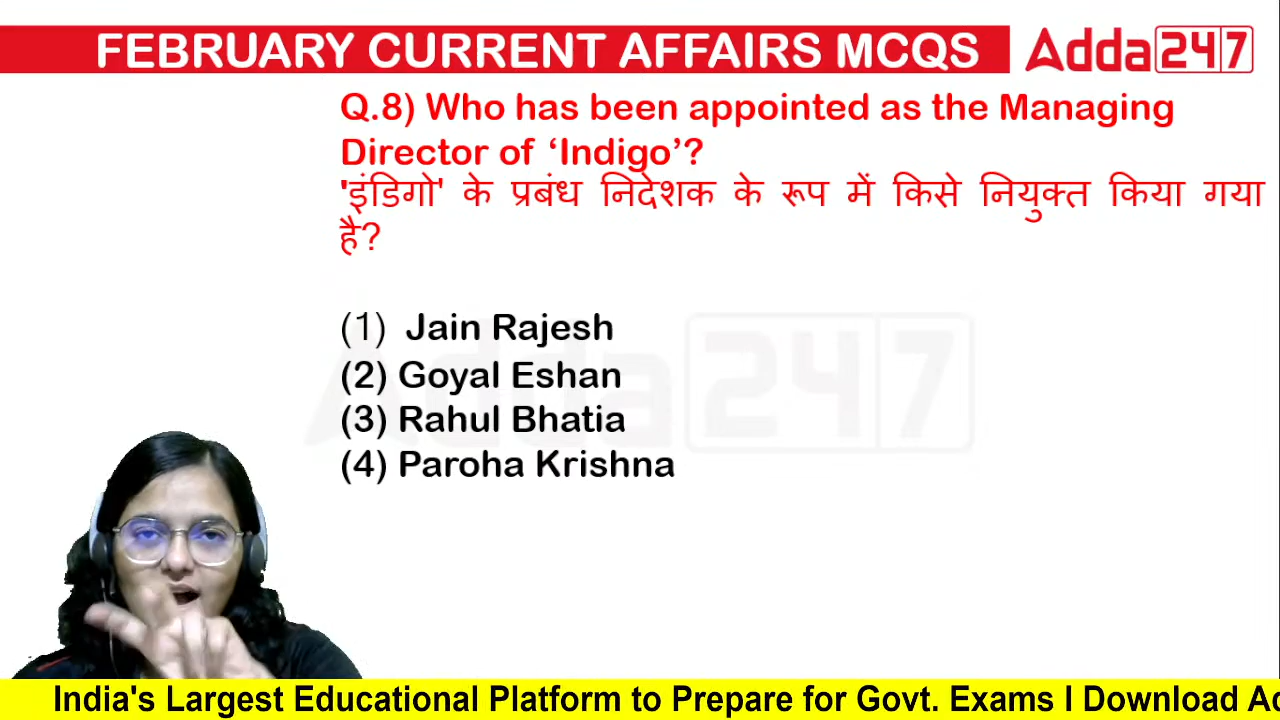 FEBRUARY CURRENT AFFAIRS MCQS
Adda247
Q.8) Who has been appointed as the Managing
Director of ‘Indigo’?
'इंडिगो' के प्रबंध निदेशक के रूप में किसे नियुक्त किया गया
है?
(1) Jain Rajesh
(2) Goyal Eshan
(3) Rahul Bhatia
(4) Paroha Krishna
Adda247
India's Largest Educational Platform to Prepare for Govt. Exams I Download Ad